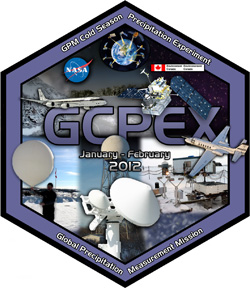 GPM Cold-Season Precipitation Experiment
NASA
GCPEX
January - February
2012
Global Precipitation Measurement Mission